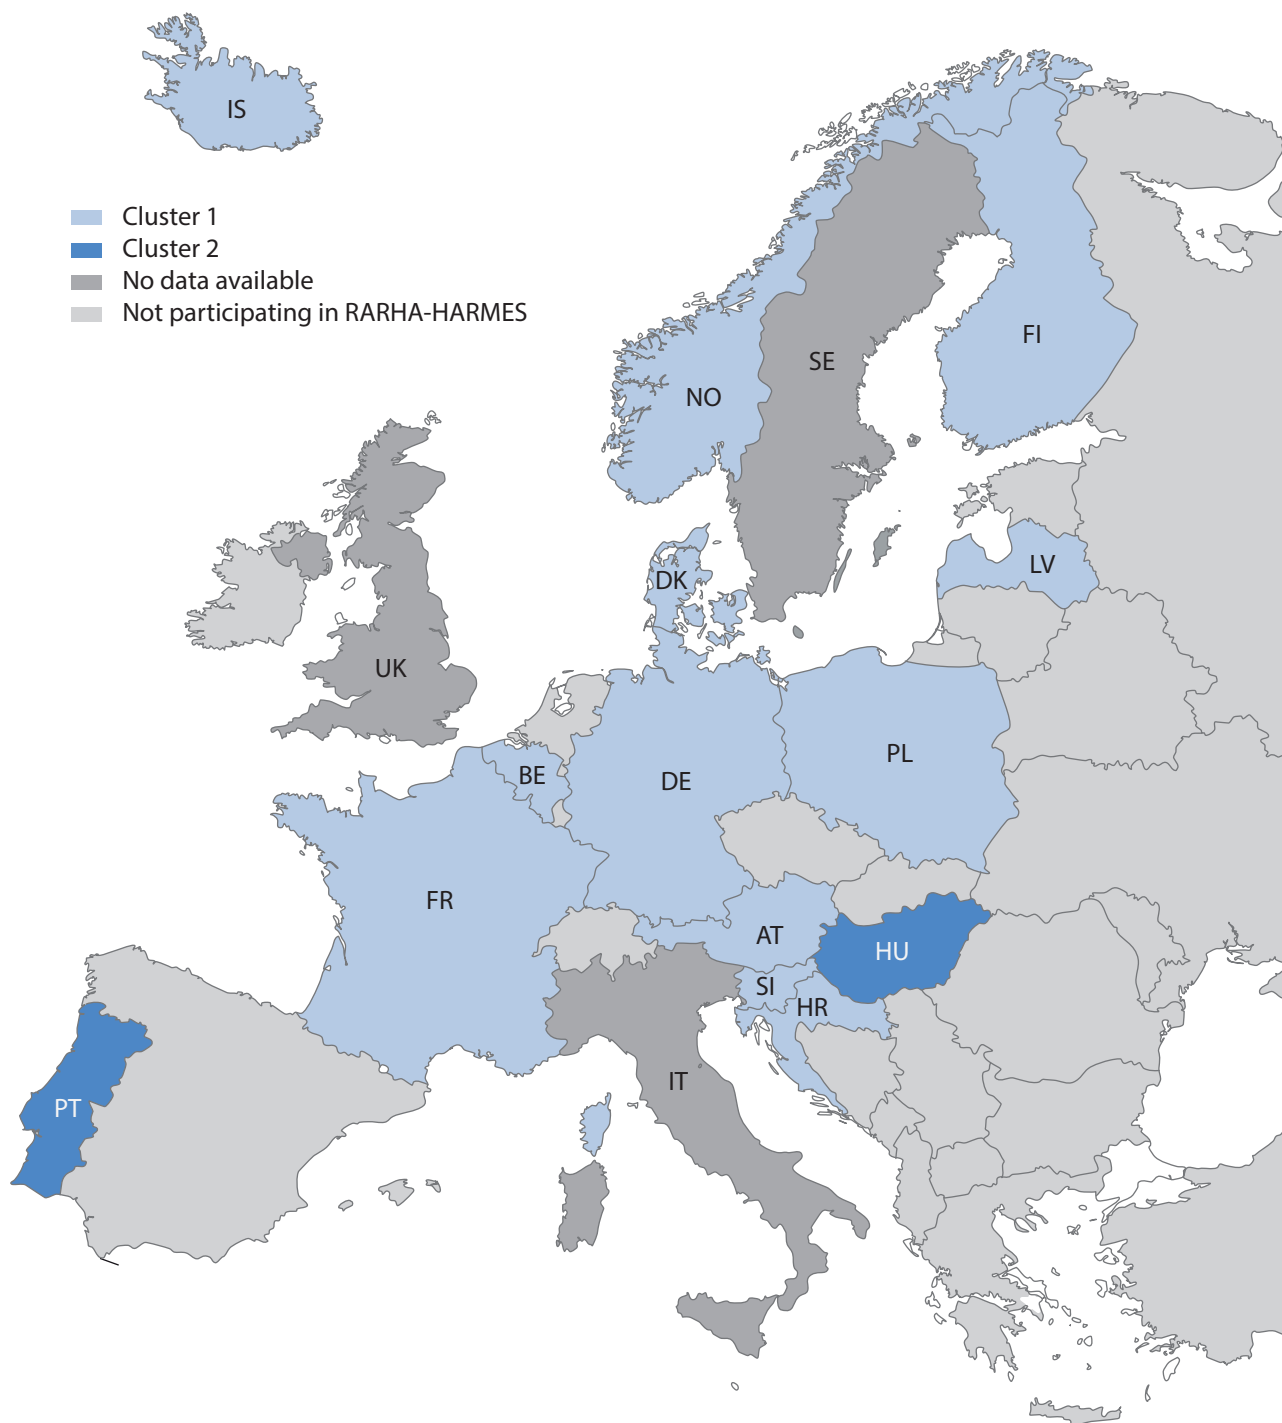 IS
Cluster 1
Cluster 2
No data available
Not participating in RARHA-HARMES
FI
SE
NO
LV
DK
UK
PL
BE
DE
FR
AT
HU
SI
HR
IT
PT